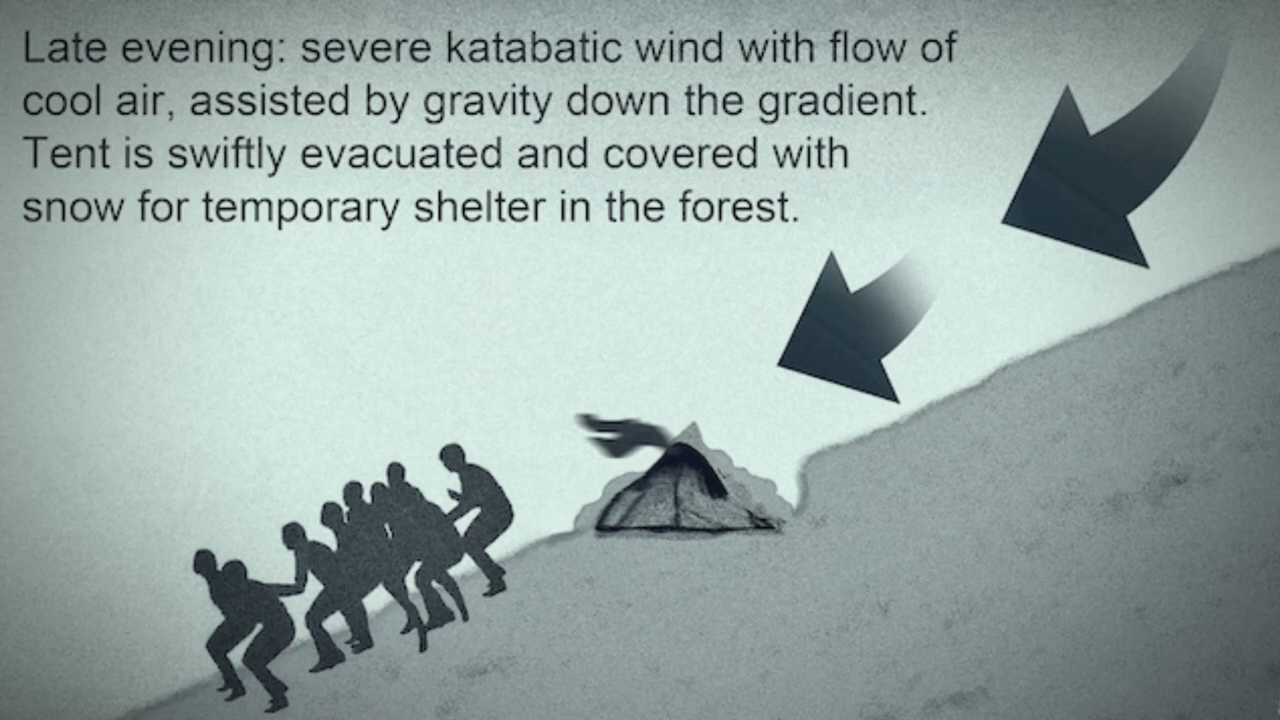 Late evening: severe katabatic wind with flow of
cool air, assisted by gravity down the gradient.
Tent is swiftly evacuated and covered with
snow for temporary shelter in the forest.